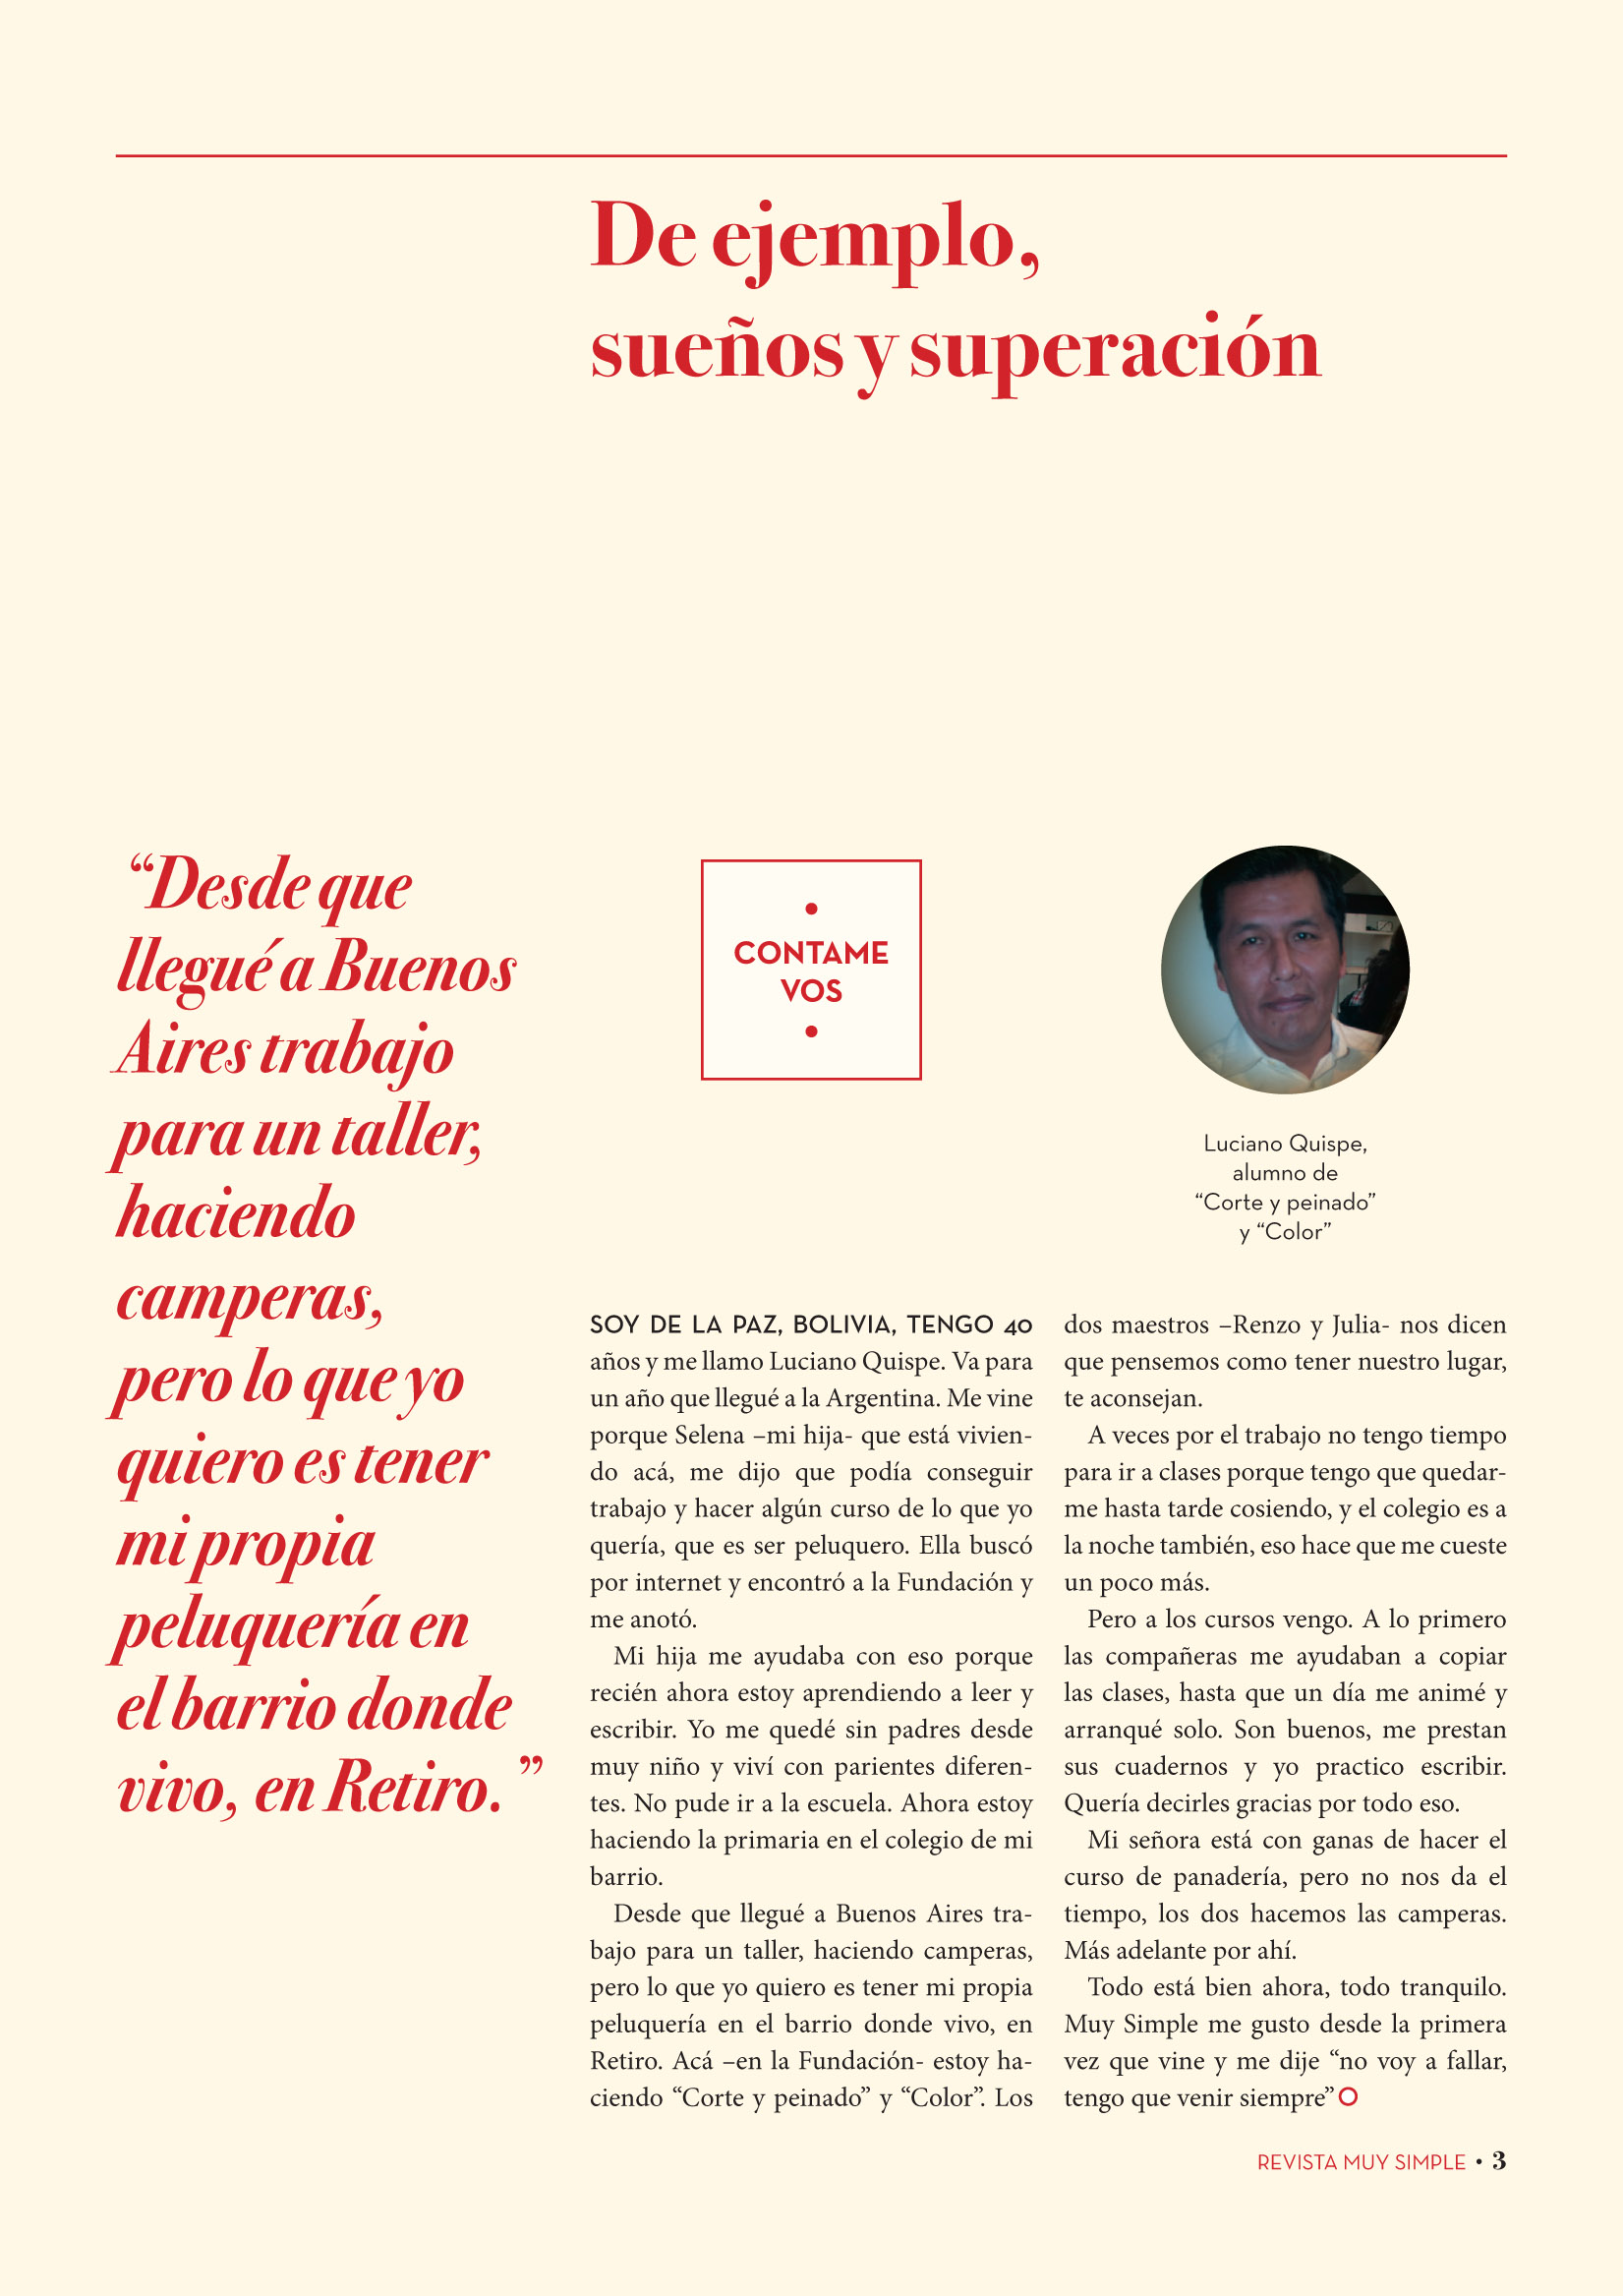 De ejemplo,
sueños y superación
“Desde que
llegué a Buenos
Aires trabajo
para un taller,
haciendo
camperas,
pero lo que yo
quiero es tener
mi propia
peluquería en
el barrio donde
vivo, en Retiro.”
CONTAME
VOS
Luciano Quispe,
alumno de
“Corte y peinado”
y “Color”
SOY DE LA PAZ, BOLIVIA, TENGO 40
años y me llamo Luciano Quispe. Va para
un año que llegué a la Argentina. Me vine
porque Selena –mi hija- que está vivien-
do acá, me dijo que podía conseguir
trabajo y hacer algún curso de lo que yo
quería, que es ser peluquero. Ella buscó
por internet y encontró a la Fundación y
me anotó.
Mi hija me ayudaba con eso porque
recién ahora estoy aprendiendo a leer y
escribir. Yo me quedé sin padres desde
muy niño y viví con parientes diferen-
tes. No pude ir a la escuela. Ahora estoy
haciendo la primaria en el colegio de mi
barrio.
Desde que llegué a Buenos Aires tra-
bajo para un taller, haciendo camperas,
pero lo que yo quiero es tener mi propia
peluquería en el barrio donde vivo, en
Retiro. Acá –en la Fundación- estoy ha-
ciendo “Corte y peinado” y “Color”. Los
dos maestros –Renzo y Julia- nos dicen
que pensemos como tener nuestro lugar,
te aconsejan.
A veces por el trabajo no tengo tiempo
para ir a clases porque tengo que quedar-
me hasta tarde cosiendo, y el colegio es a
la noche también, eso hace que me cueste
un poco más.
Pero a los cursos vengo. A lo primero
las compañeras me ayudaban a copiar
las clases, hasta que un día me animé y
arranqué solo. Son buenos, me prestan
sus cuadernos y yo practico escribir.
Quería decirles gracias por todo eso.
Mi señora está con ganas de hacer el
curso de panadería, pero no nos da el
tiempo, los dos hacemos las camperas.
Más adelante por ahí.
Todo está bien ahora, todo tranquilo.
Muy Simple me gusto desde la primera
vez que vine y me dije “no voy a fallar,
tengo que venir siempre”
REVISTA MUY SIMPLE • 3